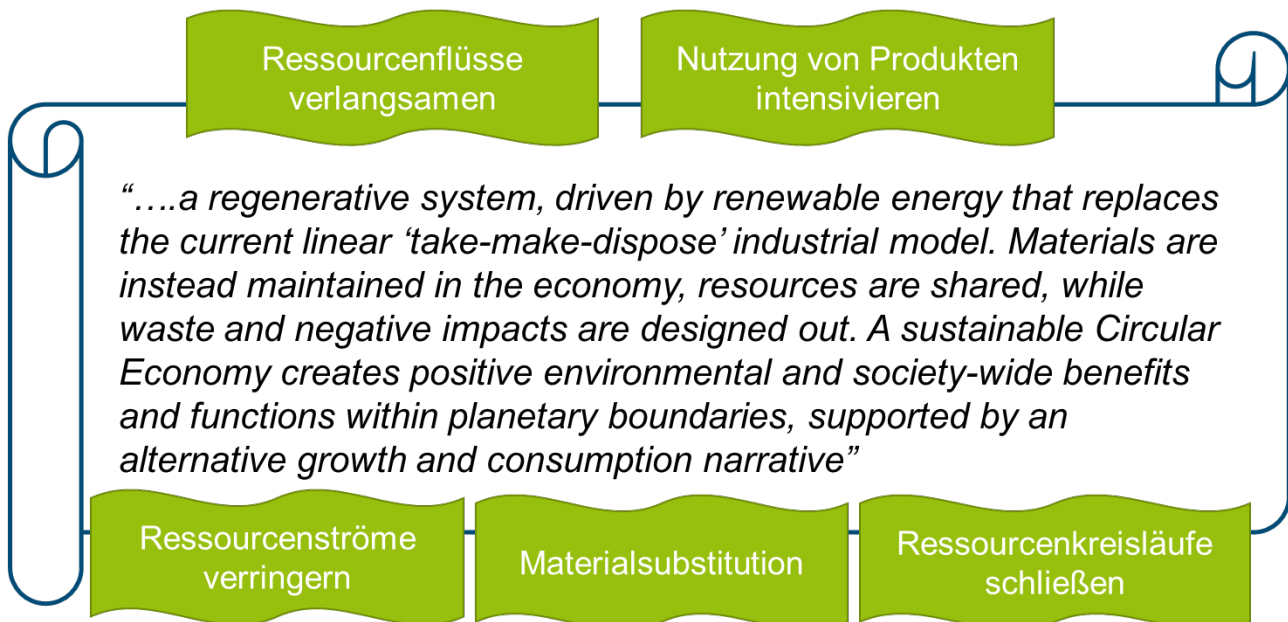 Ressourcenflüsse
verlangsamen
Nutzung von Produkten
intensivieren
“….a regenerative system, driven by renewable energy that replaces
the current linear ‘take-make-dispose’ industrial model. Materials are
instead maintained in the economy, resources are shared, while
waste and negative impacts are designed out. A sustainable Circular
Economy creates positive environmental and society-wide benefits
and functions within planetary boundaries, supported by an
alternative growth and consumption narrative”
Ressourcenströme
verringern
Materialsubstitution
Ressourcenkreisläufe
schließen